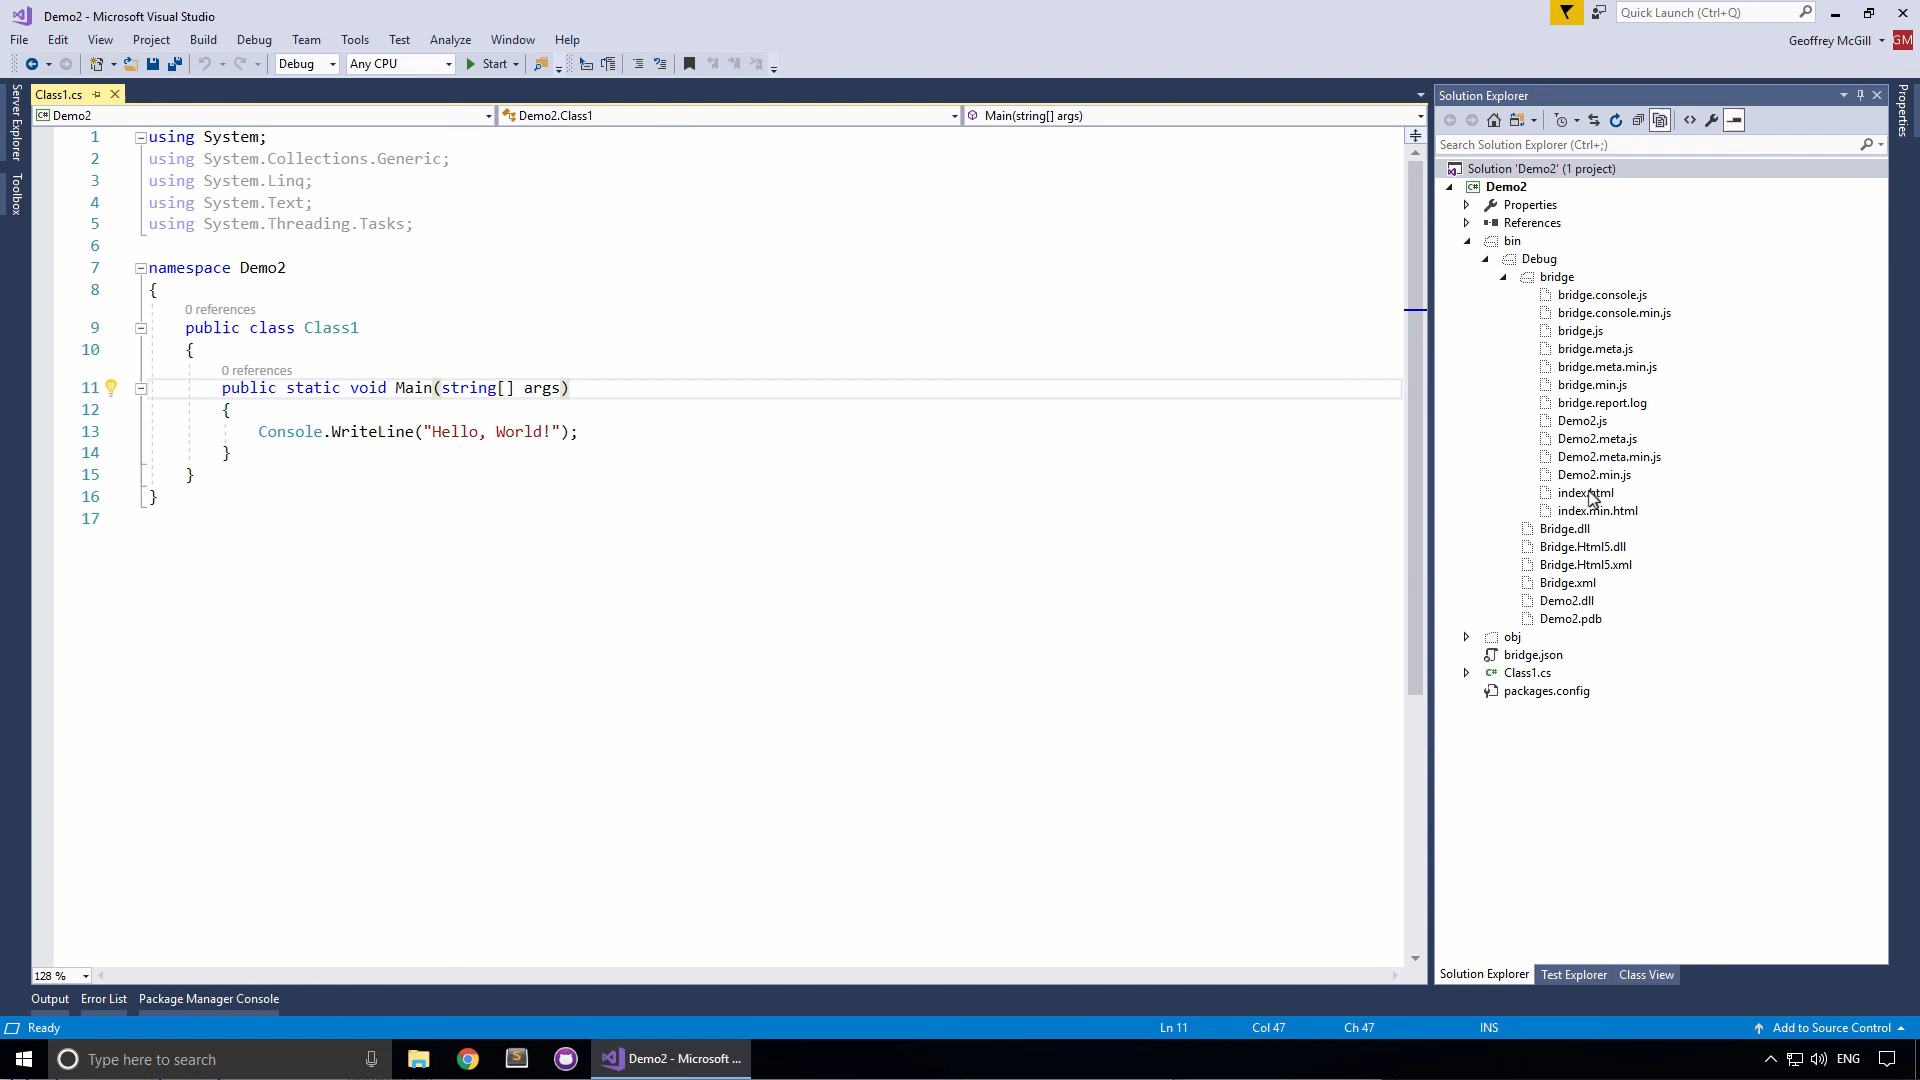 Demo2 - Microsoft Visual Studio
Quick Launch (Ctrl+Q)
File Edit View Project Build Debug Team Tools Test Analyze Window Help
Geoffrey McGill GM
Debug Any CPU Start
Server Explorer
Toolbox
Class1.cs
Demo2 Demo2.Class1 Main(string[] args)
1 using System;
2 using System.Collections.Generic;
3 using System.Linq;
4 using System.Text;
5 using System.Threading.Tasks;
6
7 namespace Demo2
8 {
0 references
9 public class Class1
10 {
0 references
11 public static void Main(string[] args)
12 {
13 Console.WriteLine("Hello, World!");
14 }
15 }
16 }
17
128 %
Solution Explorer
Search Solution Explorer (Ctrl+;)
Solution 'Demo2' (1 project)
C# Demo2
Properties
References
bin
Debug
bridge
bridge.console.js
bridge.console.min.js
bridge.js
bridge.meta.js
bridge.meta.min.js
bridge.min.js
bridge.report.log
Demo2.js
Demo2.meta.js
Demo2.meta.min.js
Demo2.min.js
index.html
index.min.html
Bridge.dll
Bridge.Html5.dll
Bridge.Html5.xml
Bridge.xml
Demo2.dll
Demo2.pdb
obj
bridge.json
C# Class1.cs
packages.config
Solution Explorer Test Explorer Class View
Properties
Output Error List Package Manager Console
Ready Ln 11 Col 47 Ch 47 INS Add to Source Control
Type here to search
S
Demo2 - Microsoft ...
ENG